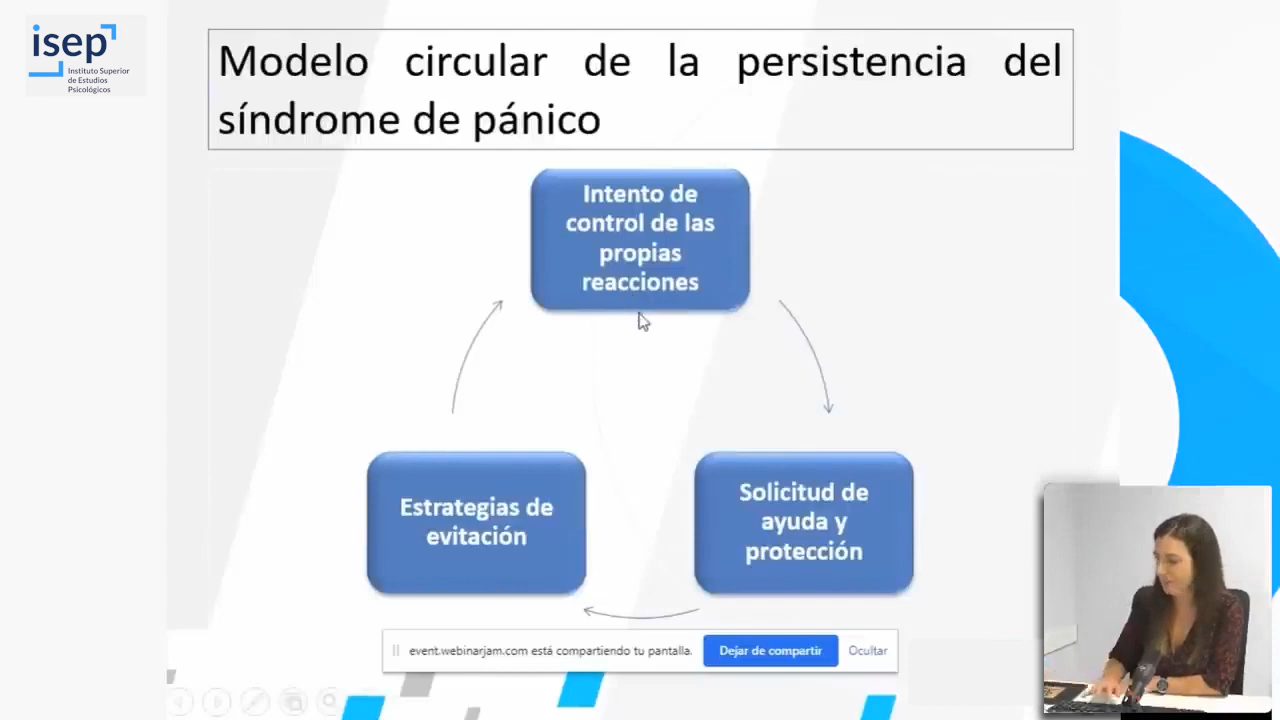 isep
Instituto Superior
de Estudios
Psicológicos
Modelo circular de la persistencia del
síndrome de pánico
Intento de
control de las
propias
reacciones
Estrategias de
evitación
Solicitud de
ayuda y
protección
event.webinarjam.com está compartiendo tu pantalla.
Dejar de compartir
Ocultar